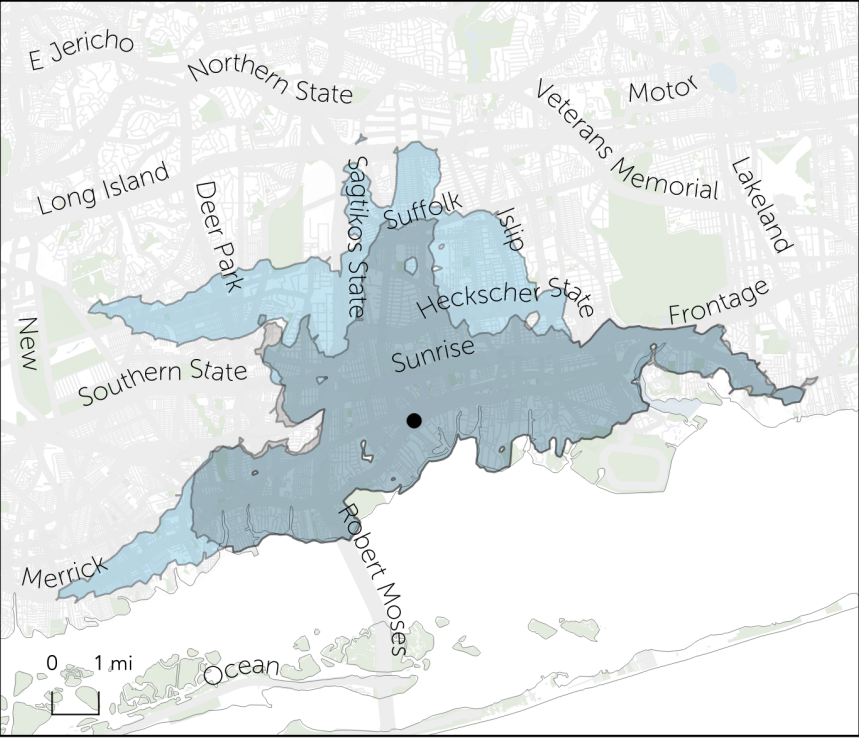 E Jericho
Northern State
Motor
Veterans Memorial
Long Island
Deer Park
Sagtikos State
Suffolk
Islip
Lakeland
Heckscher State
Frontage
New
Southern State
Sunrise
Merrick
Robert Moses
Ocean
0 1 mi